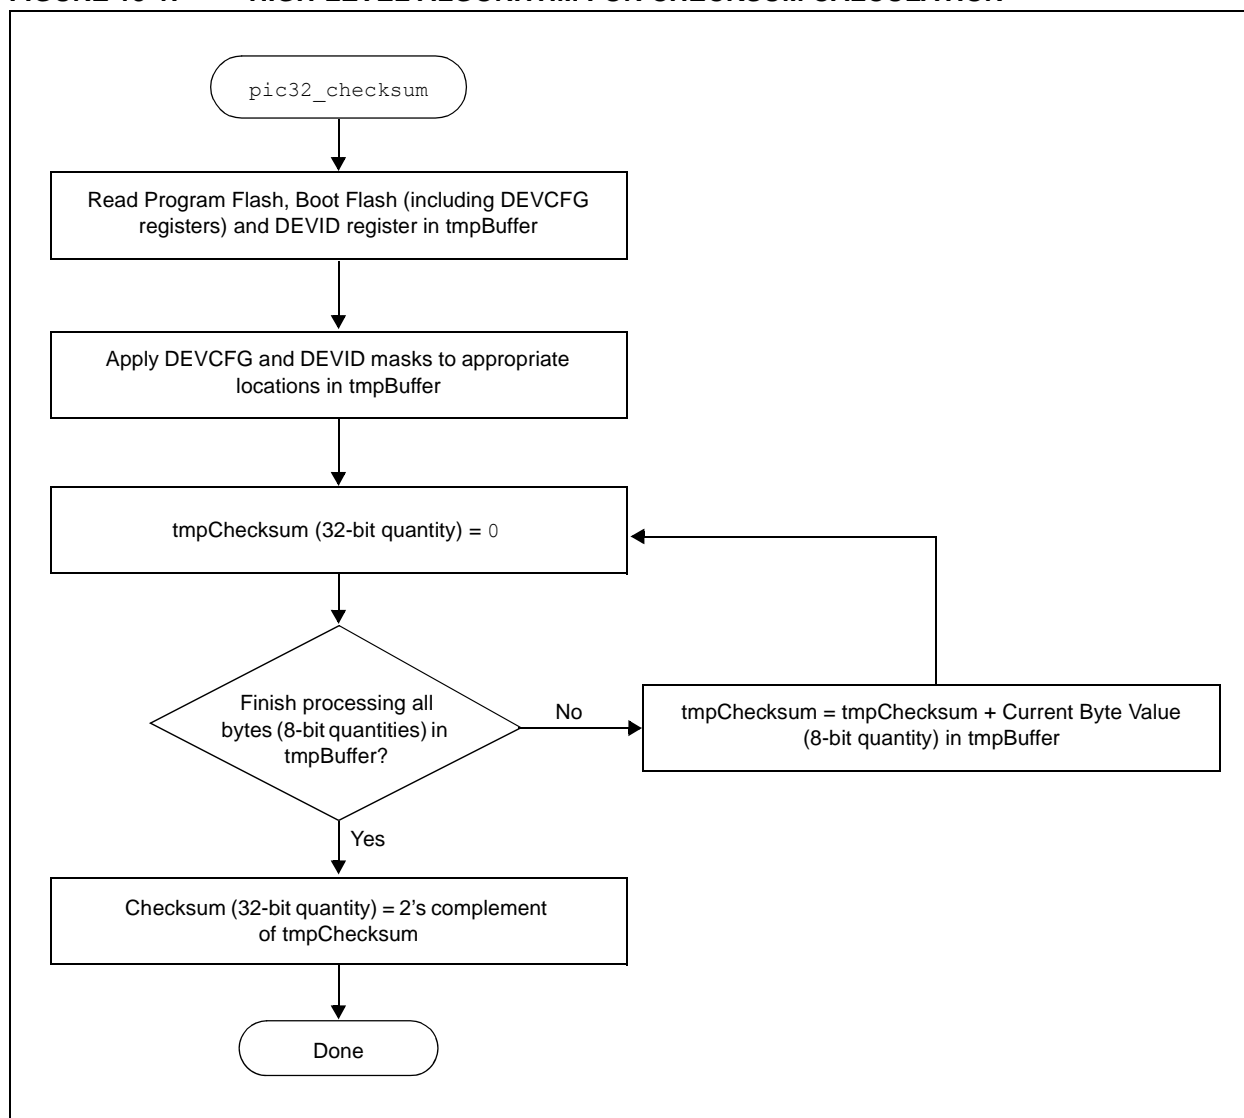 pic32_checksum
Read Program Flash, Boot Flash (including DEVCFG
registers) and DEVID register in tmpBuffer
Apply DEVCFG and DEVID masks to appropriate
locations in tmpBuffer
tmpChecksum (32-bit quantity) = 0
Finish processing all
bytes (8-bit quantities) in
tmpBuffer?
No
tmpChecksum = tmpChecksum + Current Byte Value
(8-bit quantity) in tmpBuffer
Yes
Checksum (32-bit quantity) = 2's complement
of tmpChecksum
Done